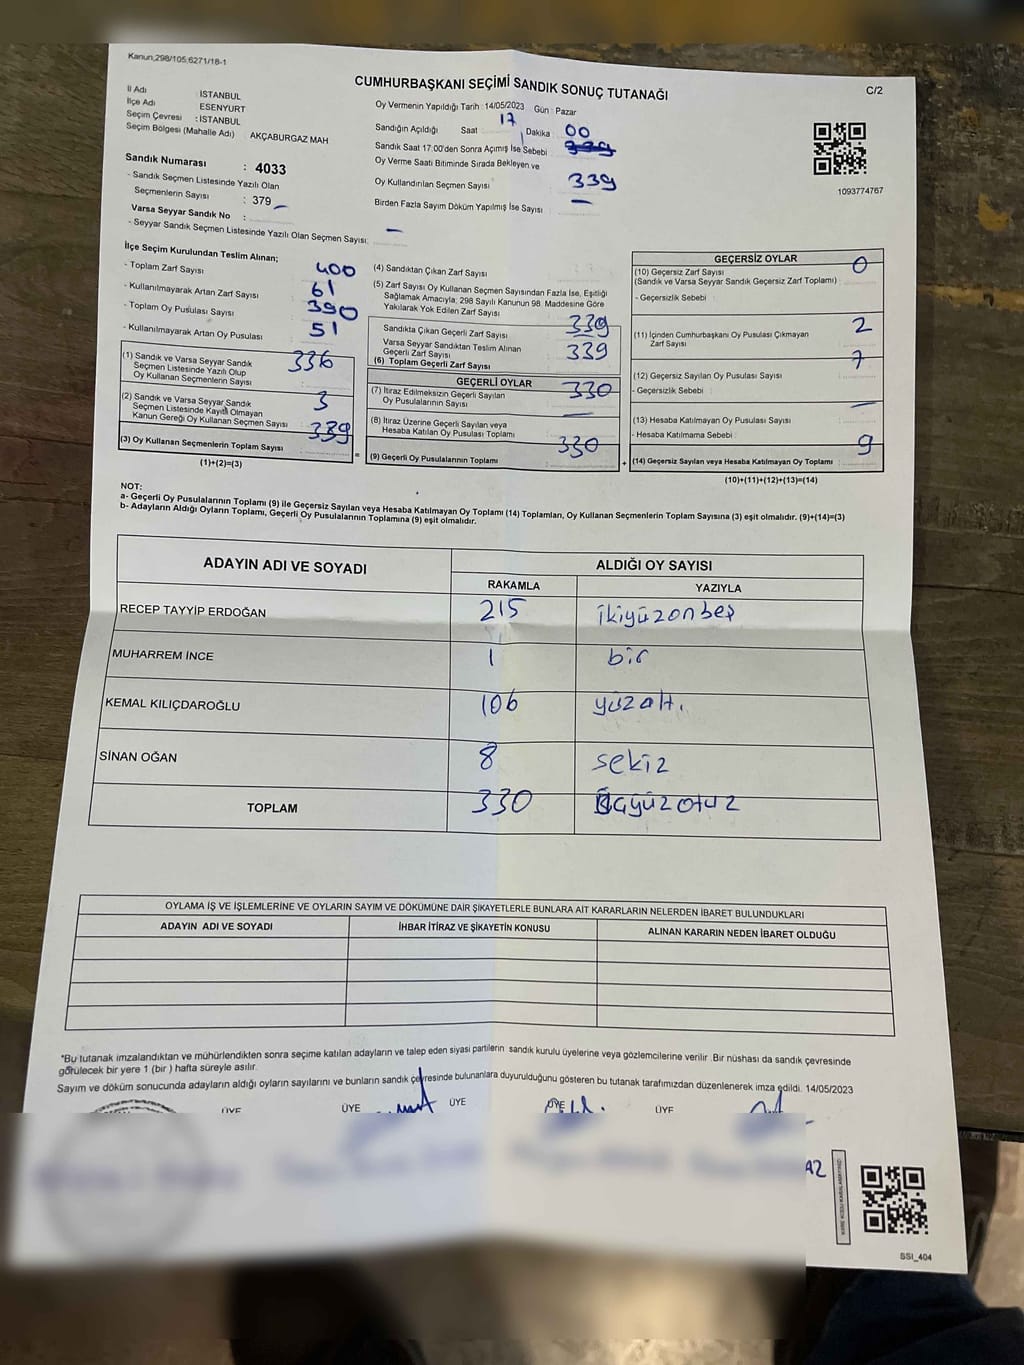 Kanun;298/105,6271/18-1
C/2
CUMHURBAŞKANI SEÇİMİ SANDIK SONUÇ TUTANAĞI
İl Adı : İSTANBUL
İlçe Adı : ESENYURT
Seçim Çevresi : İSTANBUL
Seçim Bölgesi (Mahalle Adı) : AKÇABURGAZ MAH
Sandık Numarası : 4033
- Sandık Seçmen Listesinde Yazılı Olan
Seçmenlerin Sayısı : 379
Varsa Seyyar Sandık No :
- Seyyar Sandık Seçmen Listesinde Yazılı Olan Seçmen Sayısı: —
Oy Vermenin Yapıldığı Tarih : 14/05/2023 Gün : Pazar
Sandığın Açıldığı Saat 17 Dakika : 00
Sandık Saat 17:00'den Sonra Açımış İse Sebebi :
Oy Verme Saati Bitiminde Sırada Bekleyen ve
Oy Kullandırılan Seçmen Sayısı : 339
Birden Fazla Sayım Döküm Yapılmış İse Sayısı : —
1093774767
İlçe Seçim Kurulundan Teslim Alınan;
- Toplam Zarf Sayısı : 400
- Kullanılmayarak Artan Zarf Sayısı : 61
- Toplam Oy Pusulası Sayısı : 390
- Kullanılmayarak Artan Oy Pusulası : 51
(1) Sandık ve Varsa Seyyar Sandık
Seçmen Listesinde Yazılı Olup
Oy Kullanan Seçmenlerin Sayısı : 336
(2) Sandık ve Varsa Seyyar Sandık
Seçmen Listesinde Kayıtlı Olmayan
Kanun Gereği Oy Kullanan Seçmen Sayısı : 3
(3) Oy Kullanan Seçmenlerin Toplam Sayısı : 339
(1)+(2)=(3)
(4) Sandıktan Çıkan Zarf Sayısı :
(5) Zarf Sayısı Oy Kullanan Seçmen Sayısından Fazla İse, Eşitliği
Sağlamak Amacıyla; 298 Sayılı Kanunun 98. Maddesine Göre
Yakılarak Yok Edilen Zarf Sayısı :
Sandıkta Çıkan Geçerli Zarf Sayısı : 339
Varsa Seyyar Sandıktan Teslim Alınan
Geçerli Zarf Sayısı : 339
(6) Toplam Geçerli Zarf Sayısı
GEÇERLİ OYLAR
(7) İtiraz Edilmeksizin Geçerli Sayılan
Oy Pusulalarının Sayısı : 330
(8) İtiraz Üzerine Geçerli Sayılan veya
Hesaba Katılan Oy Pusulası Toplamı : —
(9) Geçerli Oy Pusulalarının Toplamı : 330
GEÇERSİZ OYLAR
(10) Geçersiz Zarf Sayısı : 0
(Sandık ve Varsa Seyyar Sandık Geçersiz Zarf Toplamı) :
- Geçersizlik Sebebi :
(11) İçinden Cumhurbaşkanı Oy Pusulası Çıkmayan
Zarf Sayısı : 2
(12) Geçersiz Sayılan Oy Pusulası Sayısı : 7
- Geçersizlik Sebebi :
(13) Hesaba Katılmayan Oy Pusulası Sayısı : —
- Hesaba Katılmama Sebebi :
(14) Geçersiz Sayılan veya Hesaba Katılmayan Oy Toplamı : 9
(10)+(11)+(12)+(13)=(14)
NOT:
a- Geçerli Oy Pusulalarının Toplamı (9) ile Geçersiz Sayılan veya Hesaba Katılmayan Oy Toplamı (14) Toplamları, Oy Kullanan Seçmenlerin Toplam Sayısına (3) eşit olmalıdır. (9)+(14)=(3)
b- Adayların Aldığı Oyların Toplamı, Geçerli Oy Pusulalarının Toplamına (9) eşit olmalıdır.
ADAYIN ADI VE SOYADI
ALDIĞI OY SAYISI
RAKAMLA YAZIYLA
RECEP TAYYİP ERDOĞAN 215 ikiyüzonbeş
MUHARREM İNCE 1 bir
KEMAL KILIÇDAROĞLU 106 yüzaltı
SİNAN OĞAN 8 sekiz
TOPLAM 330 üçyüzotuz
OYLAMA İŞ VE İŞLEMLERİNE VE OYLARIN SAYIM VE DÖKÜMÜNE DAİR ŞİKAYETLERLE BUNLARA AİT KARARLARIN NELERDEN İBARET BULUNDUKLARI
ADAYIN ADI VE SOYADI İHBAR İTİRAZ VE ŞİKAYETİN KONUSU ALINAN KARARIN NEDEN İBARET OLDUĞU
*Bu tutanak imzalandıktan ve mühürlendikten sonra seçime katılan adayların ve talep eden siyasi partilerin sandık kurulu üyelerine veya gözlemcilerine verilir. Bir nüshası da sandık çevresinde
görülecek bir yere 1 (bir) hafta süreyle asılır.
Sayım ve döküm sonucunda adayların aldığı oyların sayılarını ve bunların sandık çevresinde bulunanlara duyurulduğunu gösteren bu tutanak tarafımızdan düzenlenerek imza edildi. 14/05/2023
ÜYE ÜYE ÜYE ÜYE ÜYE
SSİ_404